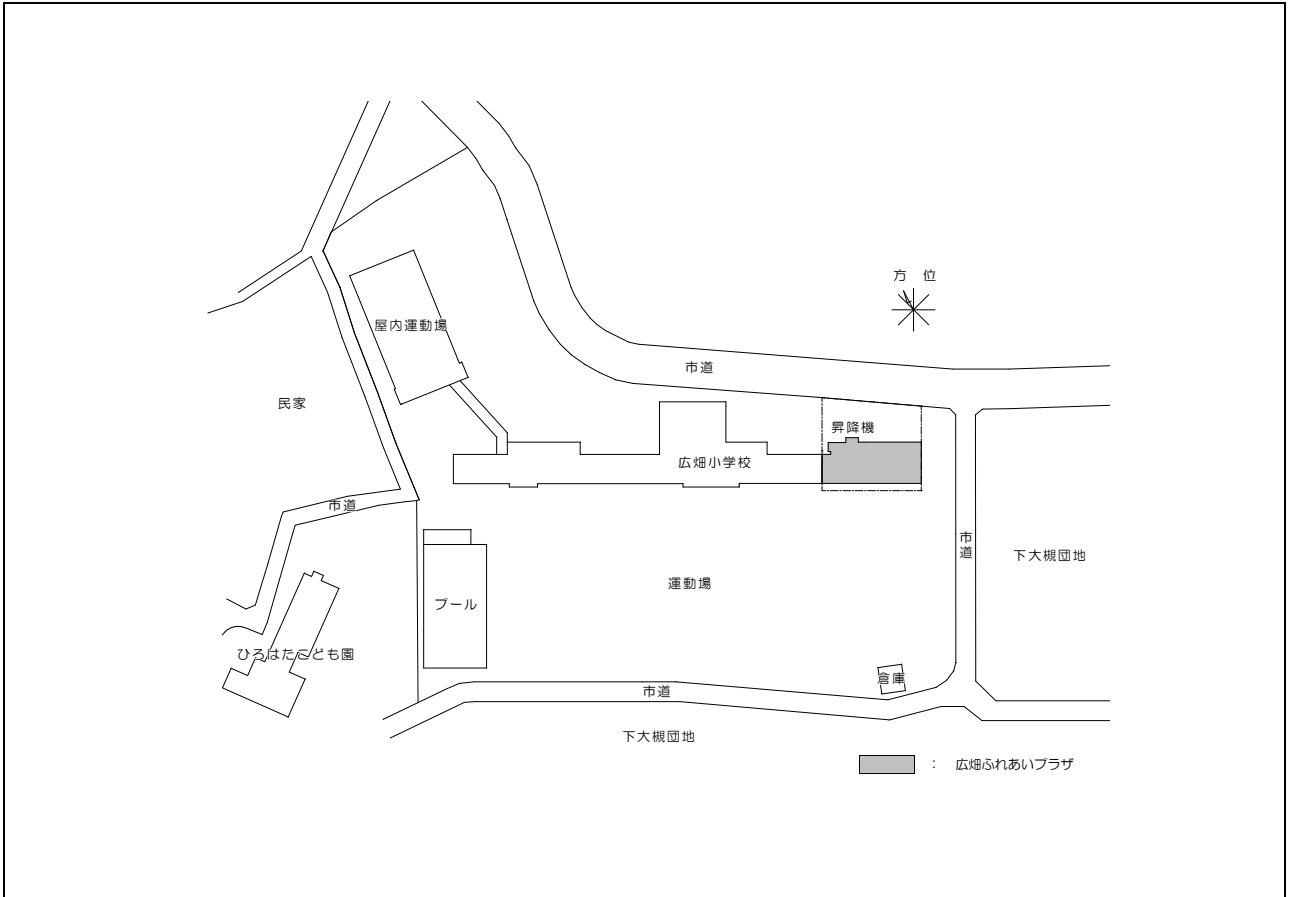 方　位
屋内運動場
市道
民家
昇降機
広畑小学校
市道
市道
下大槻団地
プール
運動場
ひろはたこども園
倉庫
市道
下大槻団地
：　広畑ふれあいプラザ